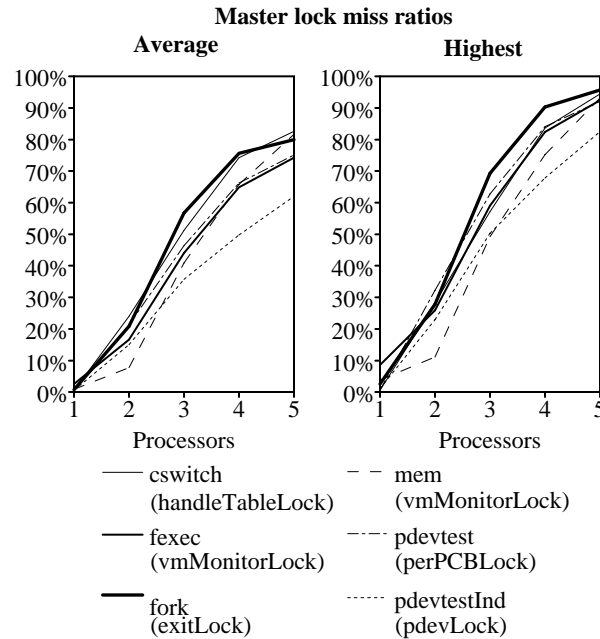 Master lock miss ratios
Average Highest
100% 100%
90% 90%
80% 80%
70% 70%
60% 60%
50% 50%
40% 40%
30% 30%
20% 20%
10% 10%
0% 0%
1 2 3 4 5 1 2 3 4 5
Processors Processors
cswitch mem
(handleTableLock) (vmMonitorLock)
fexec pdevtest
(vmMonitorLock) (perPCBLock)
fork pdevtestInd
(exitLock) (pdevLock)